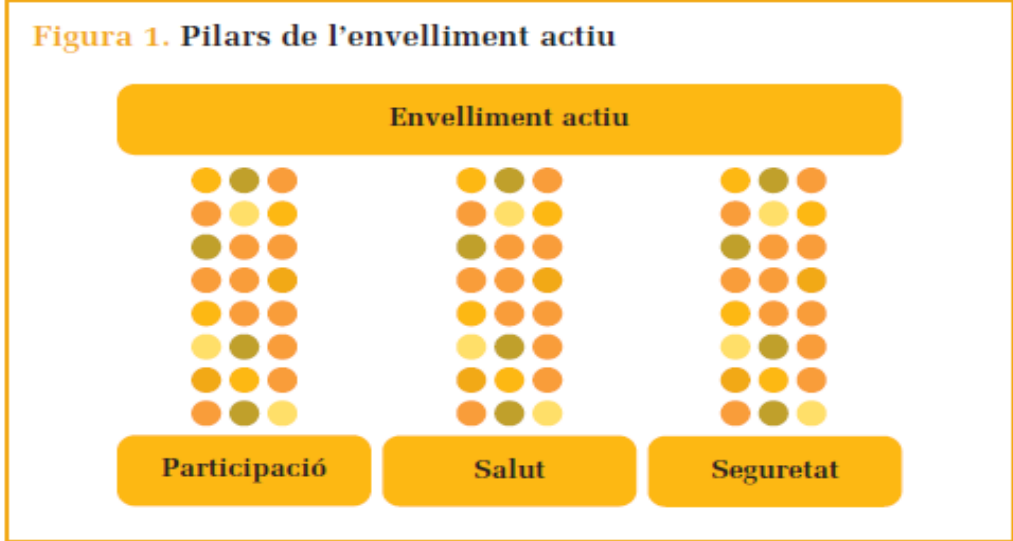 Figura 1. Pilars de l’envelliment actiu
Envelliment actiu
Participació
Salut
Seguretat